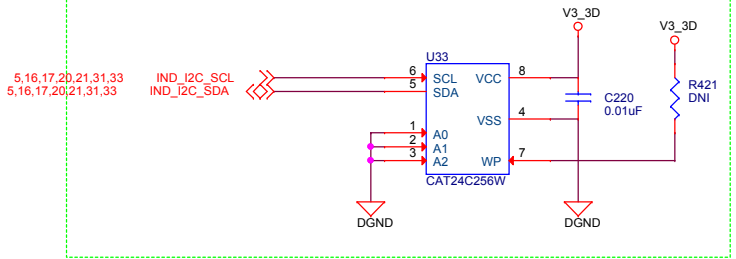 V3_3D
V3_3D
U33
5,16,17,20,21,31,33 IND_I2C_SCL 6 SCL VCC 8
5,16,17,20,21,31,33 IND_I2C_SDA 5 SDA
R421
DNI
C220
0.01uF
VSS 4
1 A0
2 A1
3 A2 WP 7
CAT24C256W
DGND DGND